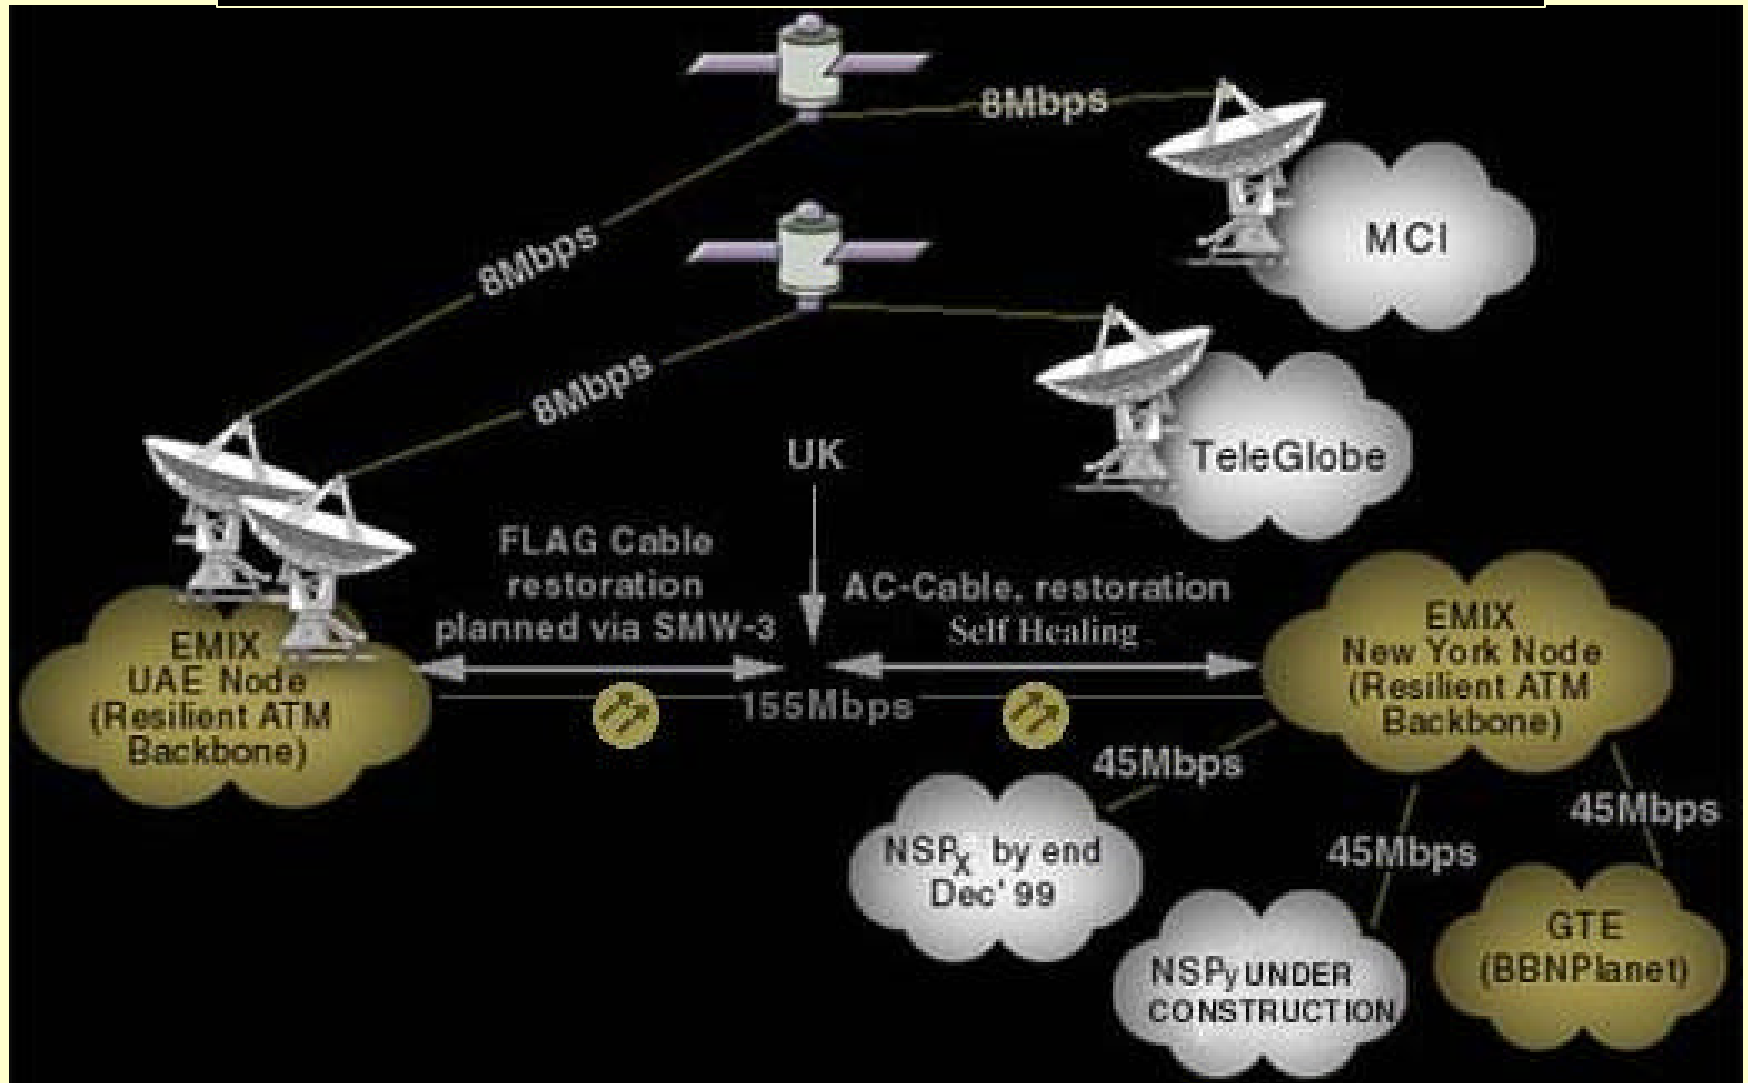 8Mbps
MCI
8Mbps
8Mbps
TeleGlobe
UK
FLAG Cable
restoration
planned via SMW-3
AC-Cable. restoration
Self Healing
EMIX
UAE Node
(Resilient ATM
Backbone)
155Mbps
EMIX
New York Node
(Resilient ATM
Backbone)
45Mbps
45Mbps
45Mbps
NSPX by end
Dec' 99
NSPy UNDER
CONSTRUCTION
GTE
(BBNPlanet)